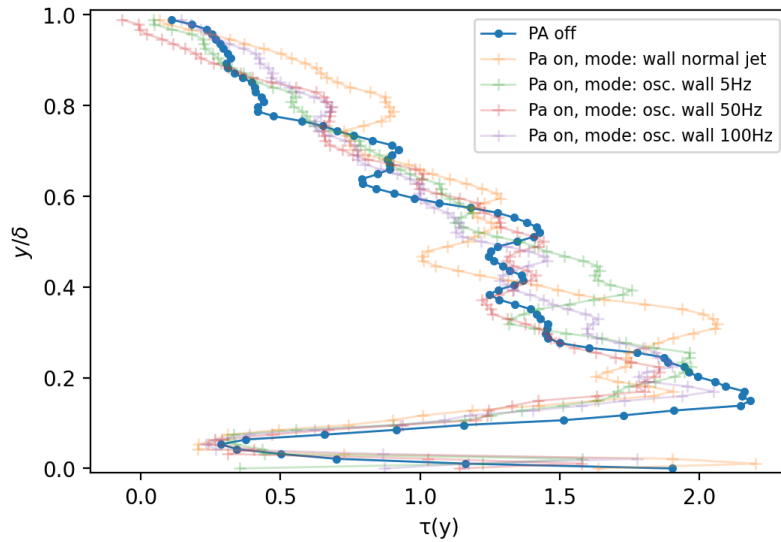 1.0
0.8
0.6
0.4
0.2
0.0
y/δ
PA off
Pa on, mode: wall normal jet
Pa on, mode: osc. wall 5Hz
Pa on, mode: osc. wall 50Hz
Pa on, mode: osc. wall 100Hz
0.0 0.5 1.0 1.5 2.0
τ(y)